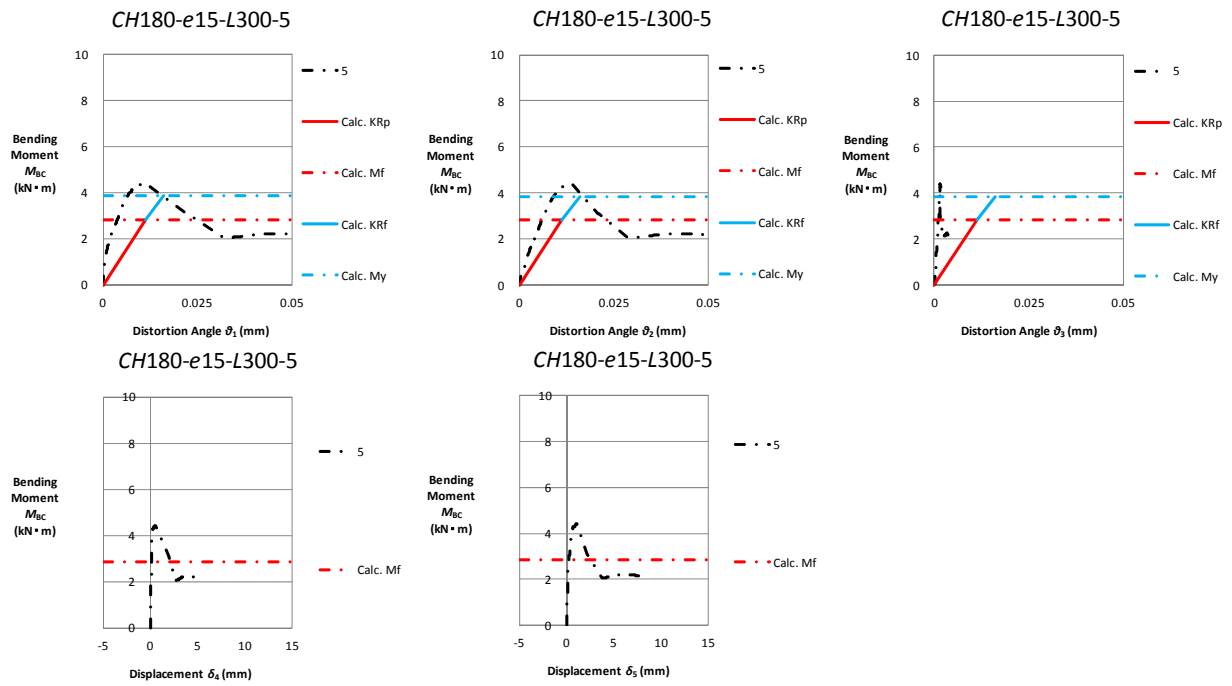 CH180-e15-L300-5
10
8
6
4
2
0
0
0.025
0.05
Bending
Moment
MBC
(kN・m)
Distortion Angle ϑ1 (mm)
5
Calc. KRp
Calc. Mf
Calc. KRf
Calc. My
CH180-e15-L300-5
10
8
6
4
2
0
0
0.025
0.05
Bending
Moment
MBC
(kN・m)
Distortion Angle ϑ2 (mm)
5
Calc. KRp
Calc. Mf
Calc. KRf
Calc. My
CH180-e15-L300-5
10
8
6
4
2
0
0
0.025
0.05
Bending
Moment
MBC
(kN・m)
Distortion Angle ϑ3 (mm)
5
Calc. KRp
Calc. Mf
Calc. KRf
Calc. My
CH180-e15-L300-5
10
8
6
4
2
0
-5 0 5 10 15
Bending
Moment
MBC
(kN・m)
Displacement δ4 (mm)
5
Calc. Mf
CH180-e15-L300-5
10
8
6
4
2
0
-5 0 5 10 15
Bending
Moment
MBC
(kN・m)
Displacement δ5 (mm)
5
Calc. Mf